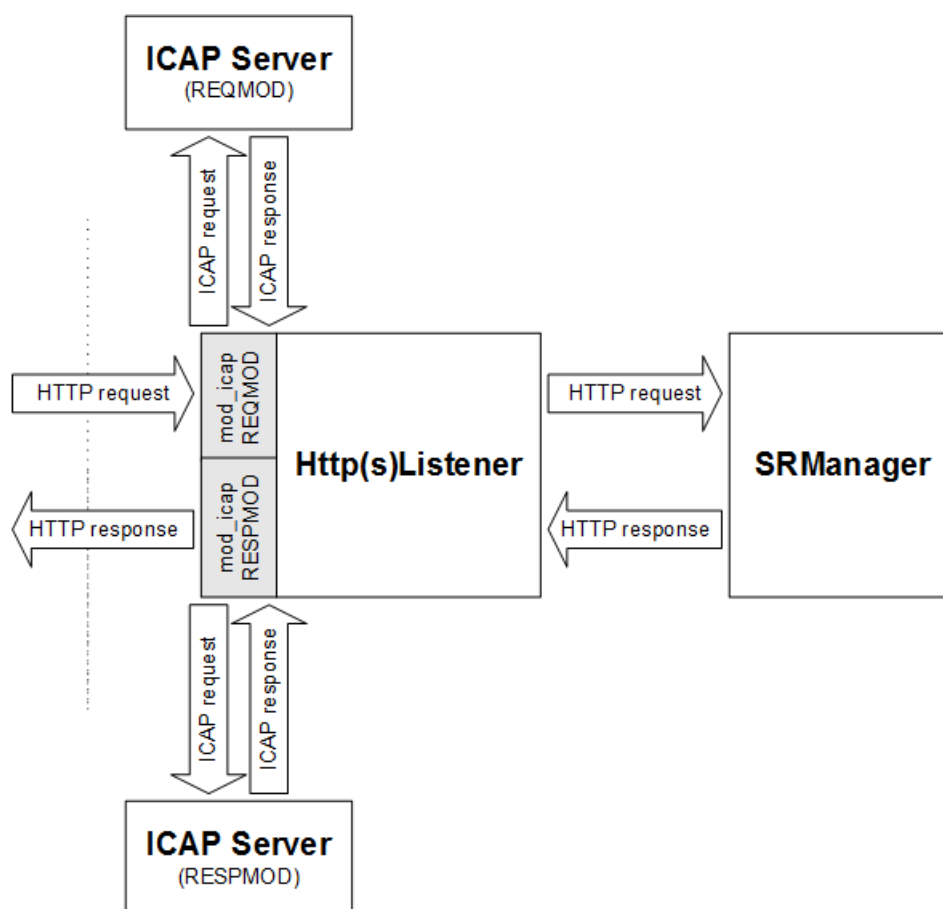 ICAP Server
(REQMOD)
ICAP request
ICAP response
HTTP request
mod_icap
REQMOD
HTTP request
Http(s)Listener
SRManager
HTTP response
mod_icap
RESPMOD
HTTP response
ICAP request
ICAP response
ICAP Server
(RESPMOD)